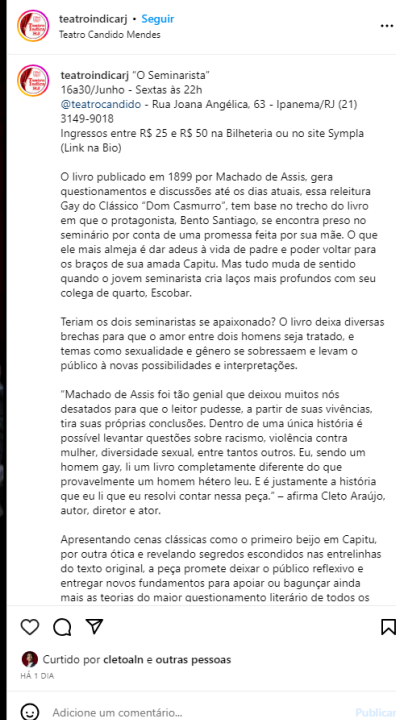 teatroindicarj • Seguir
Teatro Candido Mendes
teatroindicarj "O Seminarista"
16a30/Junho - Sextas às 22h
@teatrocandido - Rua Joana Angélica, 63 - Ipanema/RJ (21)
3149-9018
Ingressos entre R$ 25 e R$ 50 na Bilheteria ou no site Sympla
(Link na Bio)
O livro publicado em 1899 por Machado de Assis, gera
questionamentos e discussões até os dias atuais, essa releitura
Gay do Clássico “Dom Casmurro”, tem base no trecho do livro
em que o protagonista, Bento Santiago, se encontra preso no
seminário por conta de uma promessa feita por sua mãe. O que
ele mais almeja é dar adeus à vida de padre e poder voltar para
os braços de sua amada Capitu. Mas tudo muda de sentido
quando o jovem seminarista cria laços mais profundos com seu
colega de quarto, Escobar.
Teriam os dois seminaristas se apaixonado? O livro deixa diversas
brechas para que o amor entre dois homens seja tratado, e
temas como sexualidade e gênero se sobressaem e levam o
público à novas possibilidades e interpretações.
“Machado de Assis foi tão genial que deixou muitos nós
desatados para que o leitor pudesse, a partir de suas vivências,
tira suas próprias conclusões. Dentro de uma única história é
possível levantar questões sobre racismo, violência contra
mulher, diversidade sexual, entre tantos outros. Eu, sendo um
homem gay, li um livro completamente diferente do que
provavelmente um homem hétero leu. E é justamente a história
que eu li que eu resolvi contar nessa peça.” – afirma Cleto Araújo,
autor, diretor e ator.
Apresentando cenas clássicas como o primeiro beijo em Capitu,
por outra ótica e revelando segredos escondidos nas entrelinhas
do texto original, a peça promete deixar o público reflexivo e
entregar novos fundamentos para apoiar ou bagunçar ainda
mais as teorias do maior questionamento literário de todos os
Curtido por cletoaln e outras pessoas
HÁ 1 DIA
Adicione um comentário...
Publicar